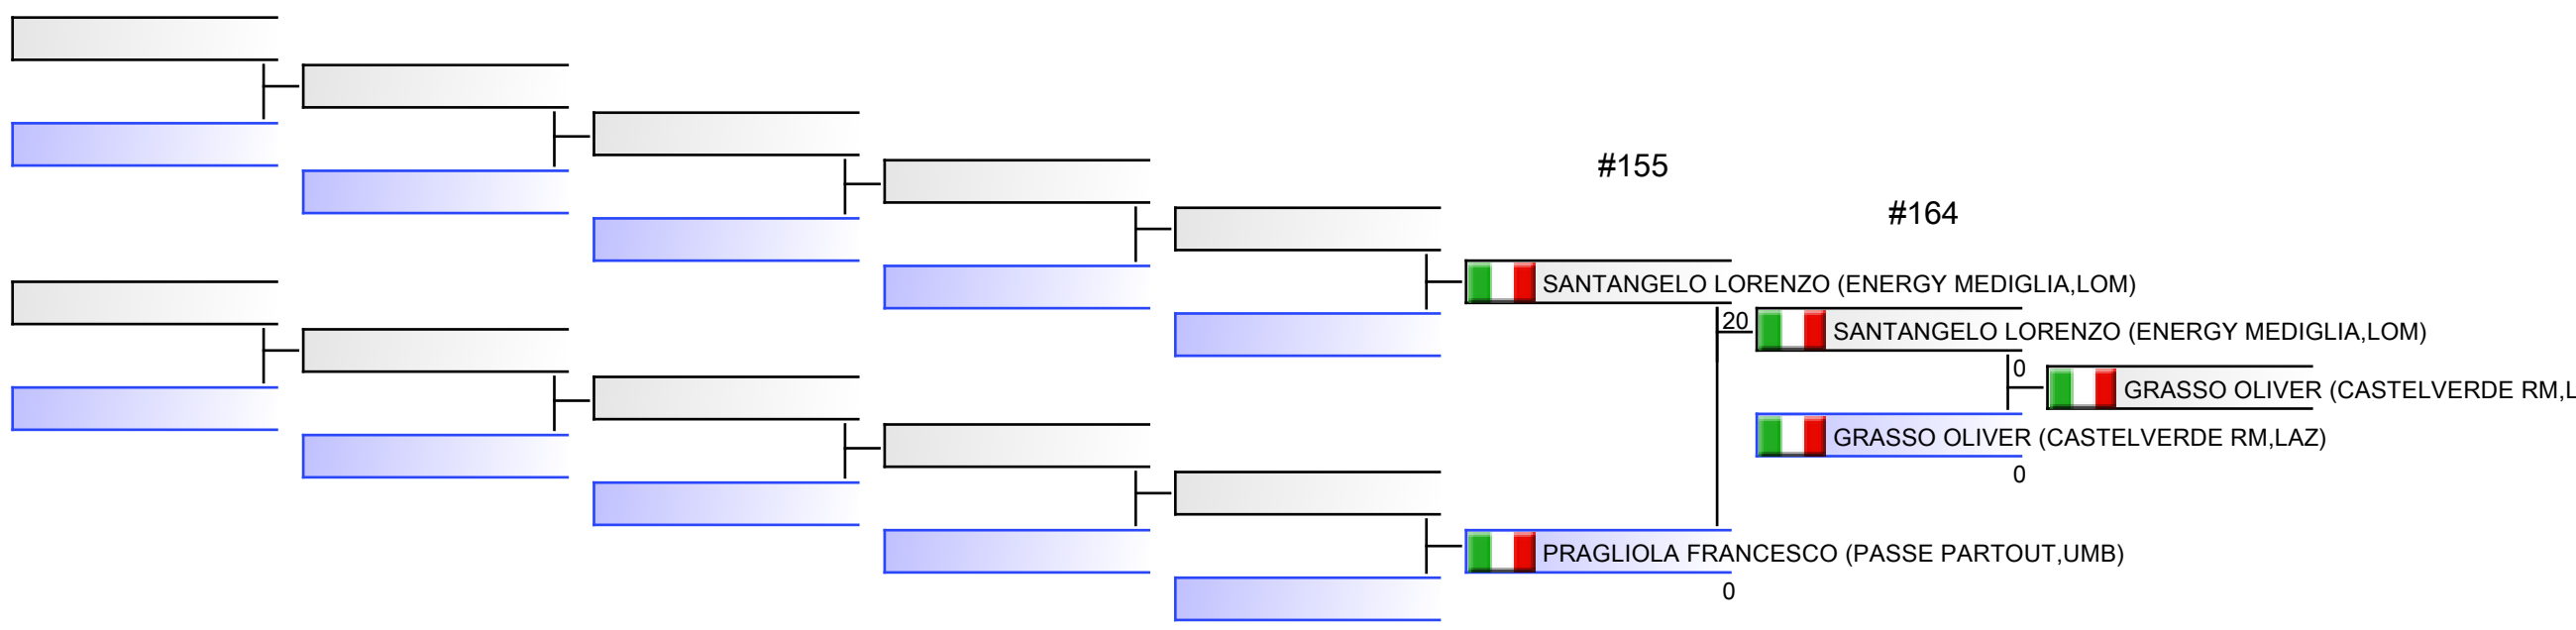 #155
#164
SANTANGELO LORENZO (ENERGY MEDIGLIA,LOM)
20
SANTANGELO LORENZO (ENERGY MEDIGLIA,LOM)
0
GRASSO OLIVER (CASTELVERDE RM,L
GRASSO OLIVER (CASTELVERDE RM,LAZ)
0
PRAGLIOLA FRANCESCO (PASSE PARTOUT,UMB)
0